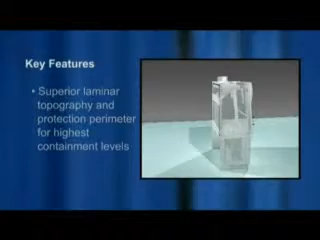 Key Features
• Superior laminar
topography and
protection perimeter
for highest
containment levels